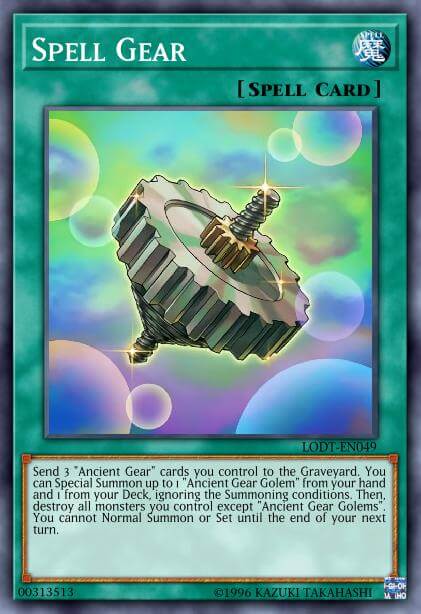 SPELL GEAR
SPELL
魔
[SPELL CARD]
LODT-EN049
Send 3 "Ancient Gear" cards you control to the Graveyard. You
can Special Summon up to 1 "Ancient Gear Golem" from your hand
and 1 from your Deck, ignoring the Summoning conditions. Then,
destroy all monsters you control except "Ancient Gear Golems".
You cannot Normal Summon or Set until the end of your next
turn.
00313513
©1996 KAZUKI TAKAHASHI